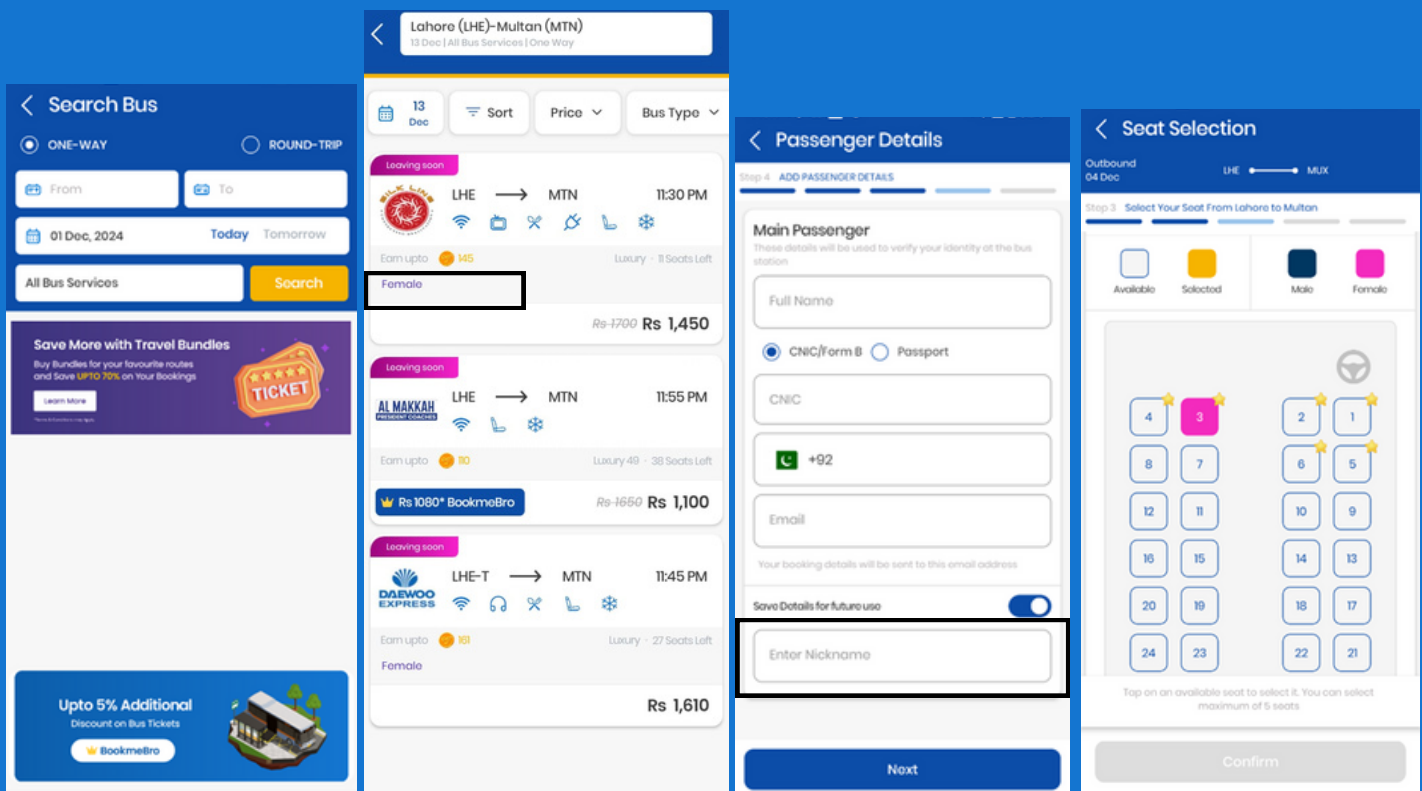 Search Bus
ONE-WAY
ROUND-TRIP
From
To
01 Dec, 2024
Today
Tomorrow
All Bus Services
Search
Save More with Travel Bundles
Buy Bundles for your favourite routes
and Save UPTO 70% on Your Bookings
Learn More
TICKET
Upto 5% Additional
Discount on Bus Tickets
BookmeBro
Lahore (LHE)-Multan (MTN)
13 Dec | All Bus Services | One Way
13
Dec
Sort
Price
Bus Type
Leaving soon
SILK LINE
LHE
MTN
11:30 PM
Earn upto 145
Luxury · 11 Seats Left
Female
Rs 1700 Rs 1,450
Leaving soon
AL MAKKAH
PRESIDENT COACHES
LHE
MTN
11:55 PM
Earn upto 110
Luxury 49 · 38 Seats Left
Rs 1080* BookmeBro
Rs 1650 Rs 1,100
Leaving soon
DAEWOO
EXPRESS
LHE-T
MTN
11:45 PM
Earn upto 161
Luxury · 27 Seats Left
Female
Rs 1,610
Passenger Details
Step 4 ADD PASSENGER DETAILS
Main Passenger
These details will be used to verify your identity at the bus
station
Full Name
CNIC/Form B
Passport
CNIC
+92
Email
Your booking details will be sent to this email address
Save Details for future use
Enter Nickname
Next
Seat Selection
Outbound
04 Dec
LHE
MUX
Step 3 Select Your Seat From Lahore to Multan
Available
Selected
Male
Female
4 3 2 1
8 7 6 5
12 11 10 9
16 15 14 13
20 19 18 17
24 23 22 21
Tap on an available seat to select it. You can select
maximum of 5 seats
Confirm